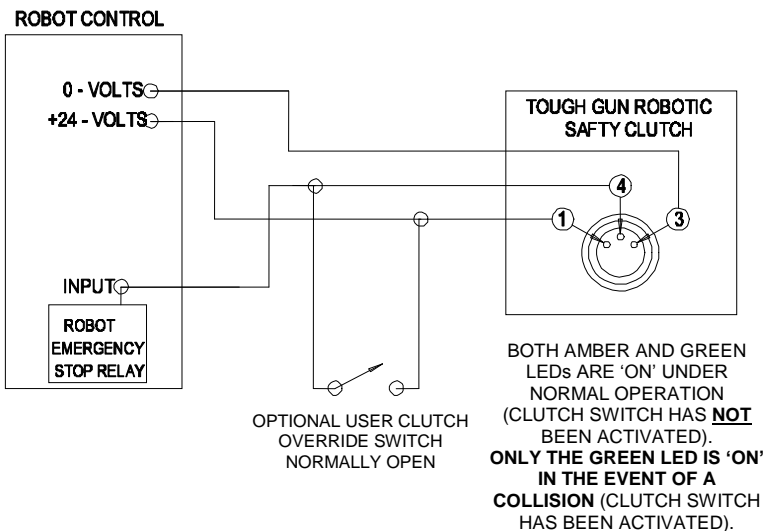 ROBOT CONTROL
0 - VOLTS
+24 - VOLTS
INPUT
ROBOT
EMERGENCY
STOP RELAY
TOUGH GUN ROBOTIC
SAFTY CLUTCH
4
1
3
OPTIONAL USER CLUTCH
OVERRIDE SWITCH
NORMALLY OPEN
BOTH AMBER AND GREEN
LEDs ARE ‘ON’ UNDER
NORMAL OPERATION
(CLUTCH SWITCH HAS NOT
BEEN ACTIVATED).
ONLY THE GREEN LED IS ‘ON’
IN THE EVENT OF A
COLLISION (CLUTCH SWITCH
HAS BEEN ACTIVATED).